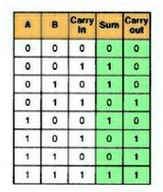 A B Carry in Sum Carry out
0 0 0 0 0
0 0 1 1 0
0 1 0 1 0
0 1 1 0 1
1 0 0 1 0
1 0 1 0 1
1 1 0 0 1
1 1 1 1 1